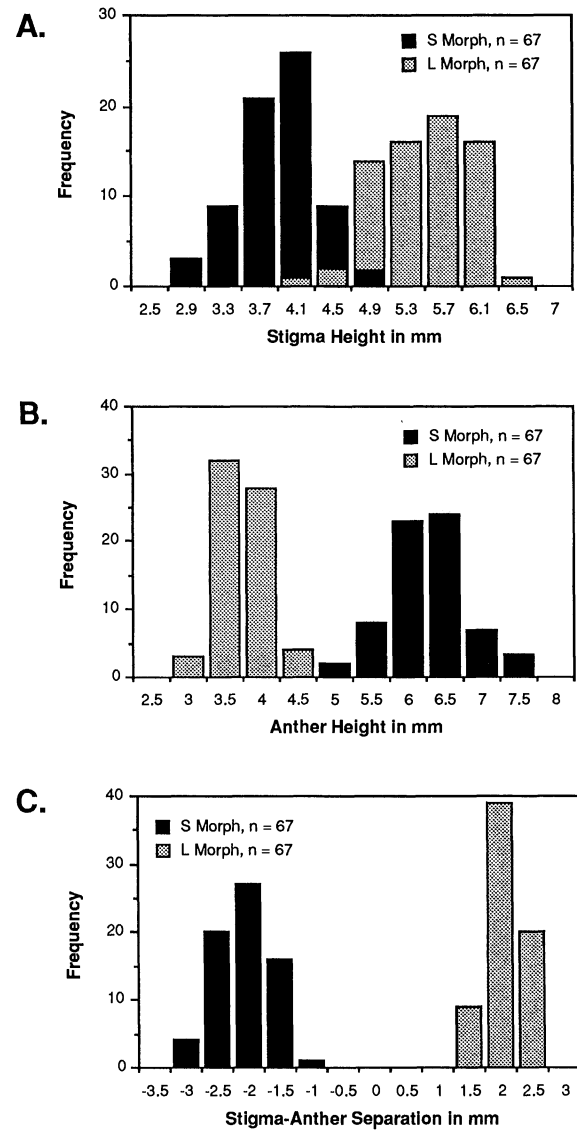 A.
30
20
10
0
Frequency
S Morph, n = 67
L Morph, n = 67
2.5 2.9 3.3 3.7 4.1 4.5 4.9 5.3 5.7 6.1 6.5 7
Stigma Height in mm
B.
40
30
20
10
0
Frequency
S Morph, n = 67
L Morph, n = 67
2.5 3 3.5 4 4.5 5 5.5 6 6.5 7 7.5 8
Anther Height in mm
C.
40
30
20
10
0
Frequency
S Morph, n = 67
L Morph, n = 67
-3.5 -3 -2.5 -2 -1.5 -1 -0.5 0 0.5 1 1.5 2 2.5 3
Stigma-Anther Separation in mm